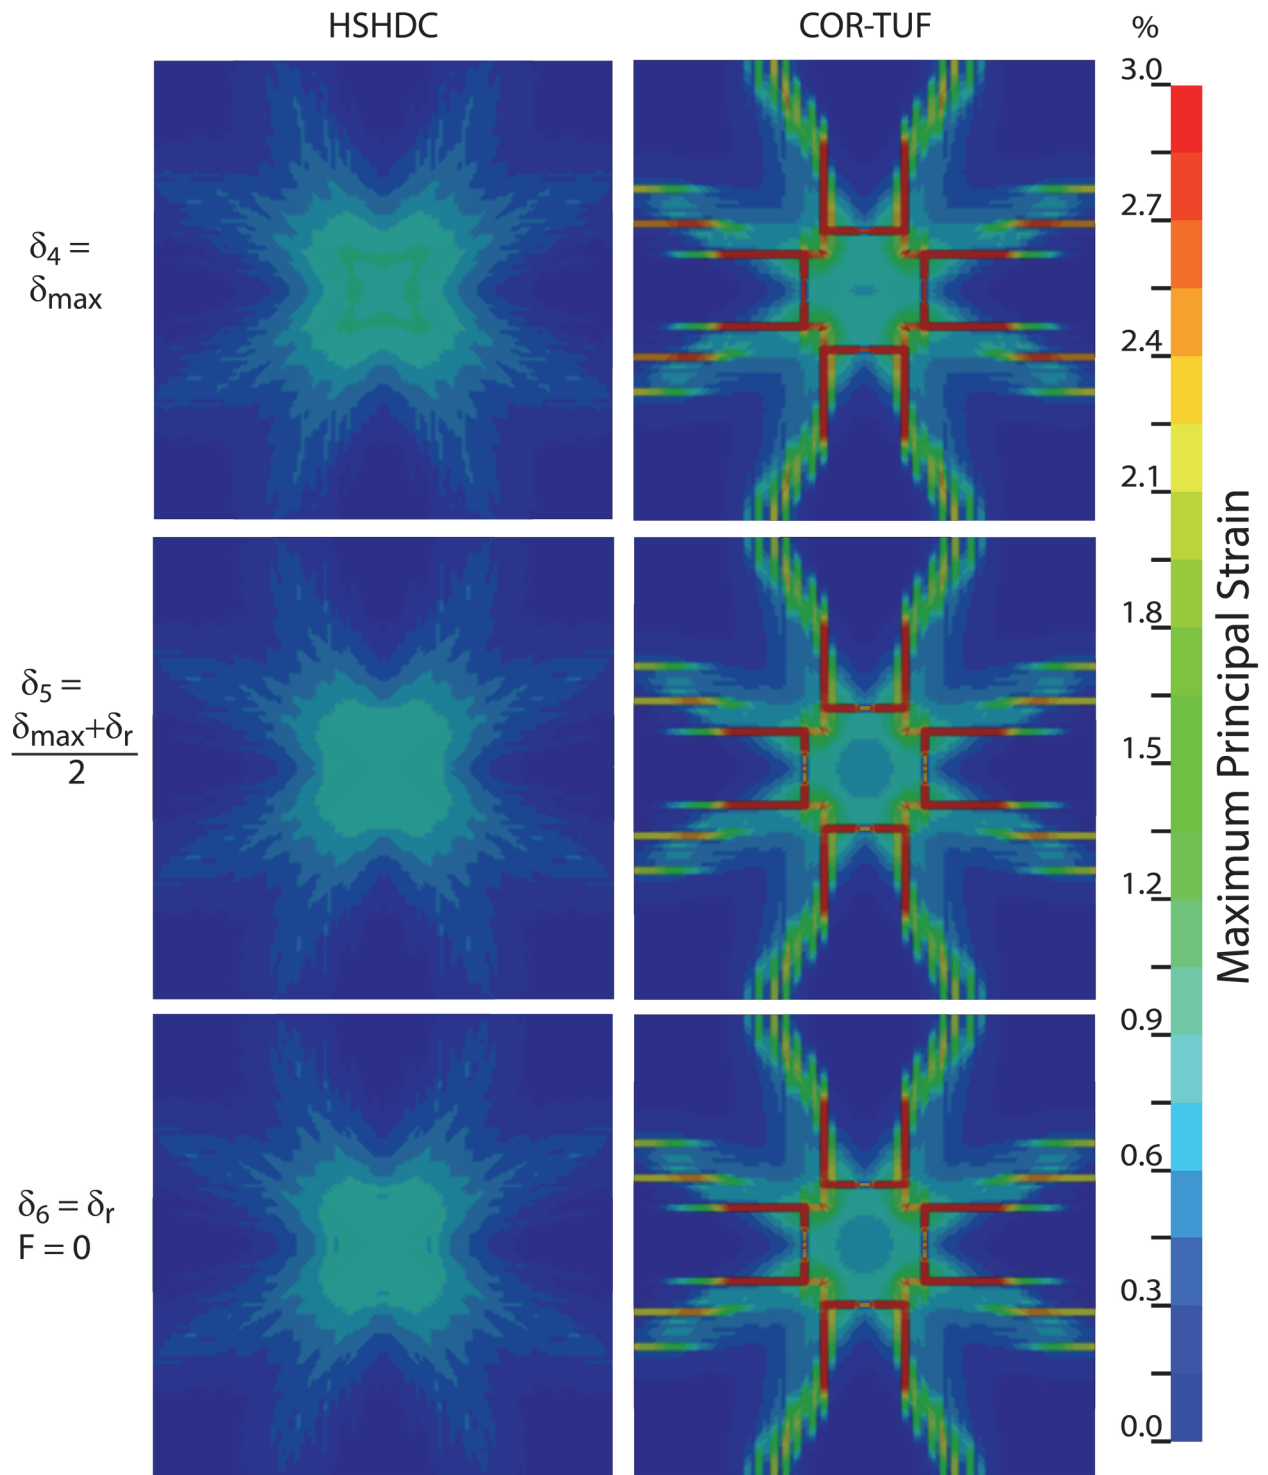 HSHDC
COR-TUF
%
δ4 =
δmax
δ5 =
δmax+δr
2
δ6 = δr
F = 0
3.0
2.7
2.4
2.1
1.8
1.5
1.2
0.9
0.6
0.3
0.0
Maximum Principal Strain